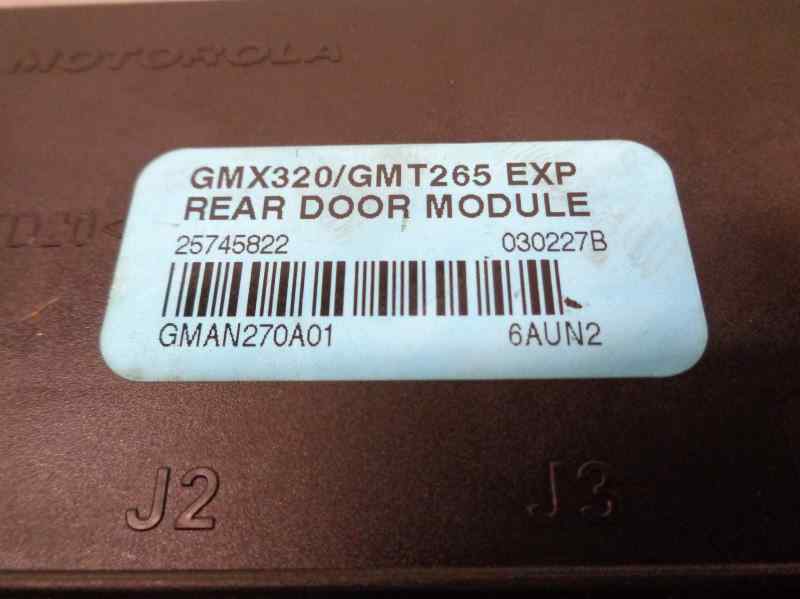 MOTOROLA
GMX320/GMT265 EXP
REAR DOOR MODULE
25745822 030227B
GMAN270A01 6AUN2
J2 J3